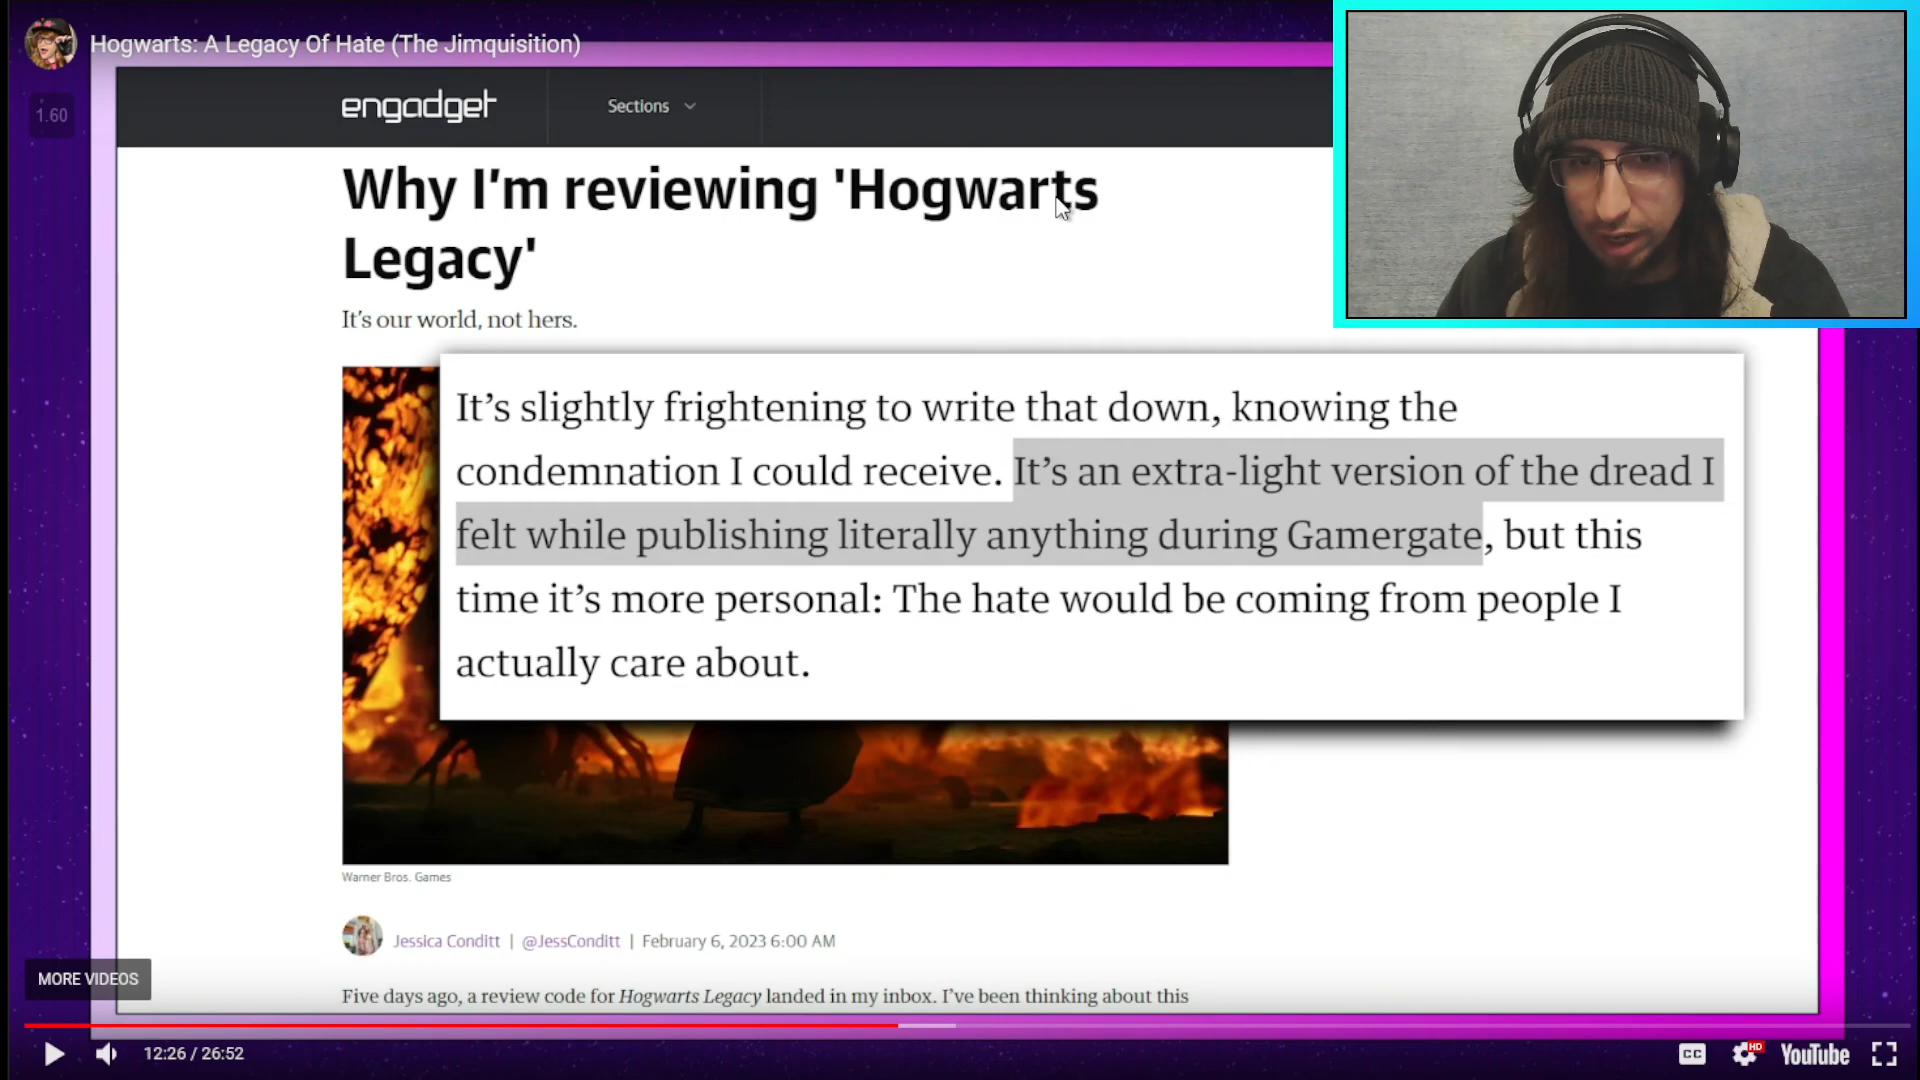 Hogwarts: A Legacy Of Hate (The Jimquisition)
1.60
engadget
Sections
Why I'm reviewing 'Hogwarts
Legacy'
It's our world, not hers.
It's slightly frightening to write that down, knowing the
condemnation I could receive. It's an extra-light version of the dread I
felt while publishing literally anything during Gamergate, but this
time it's more personal: The hate would be coming from people I
actually care about.
Warner Bros. Games
Jessica Conditt | @JessConditt | February 6, 2023 6:00 AM
MORE VIDEOS
Five days ago, a review code for Hogwarts Legacy landed in my inbox. I've been thinking about this
12:26 / 26:52
CC
HD
YouTube